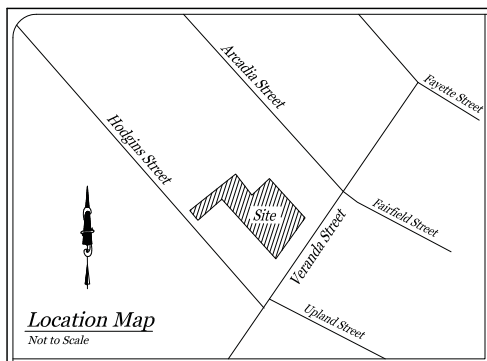 Arcadia Street
Fayette Street
Hodgins Street
Site
Fairfield Street
Veranda Street
Location Map
Not to Scale
Upland Street